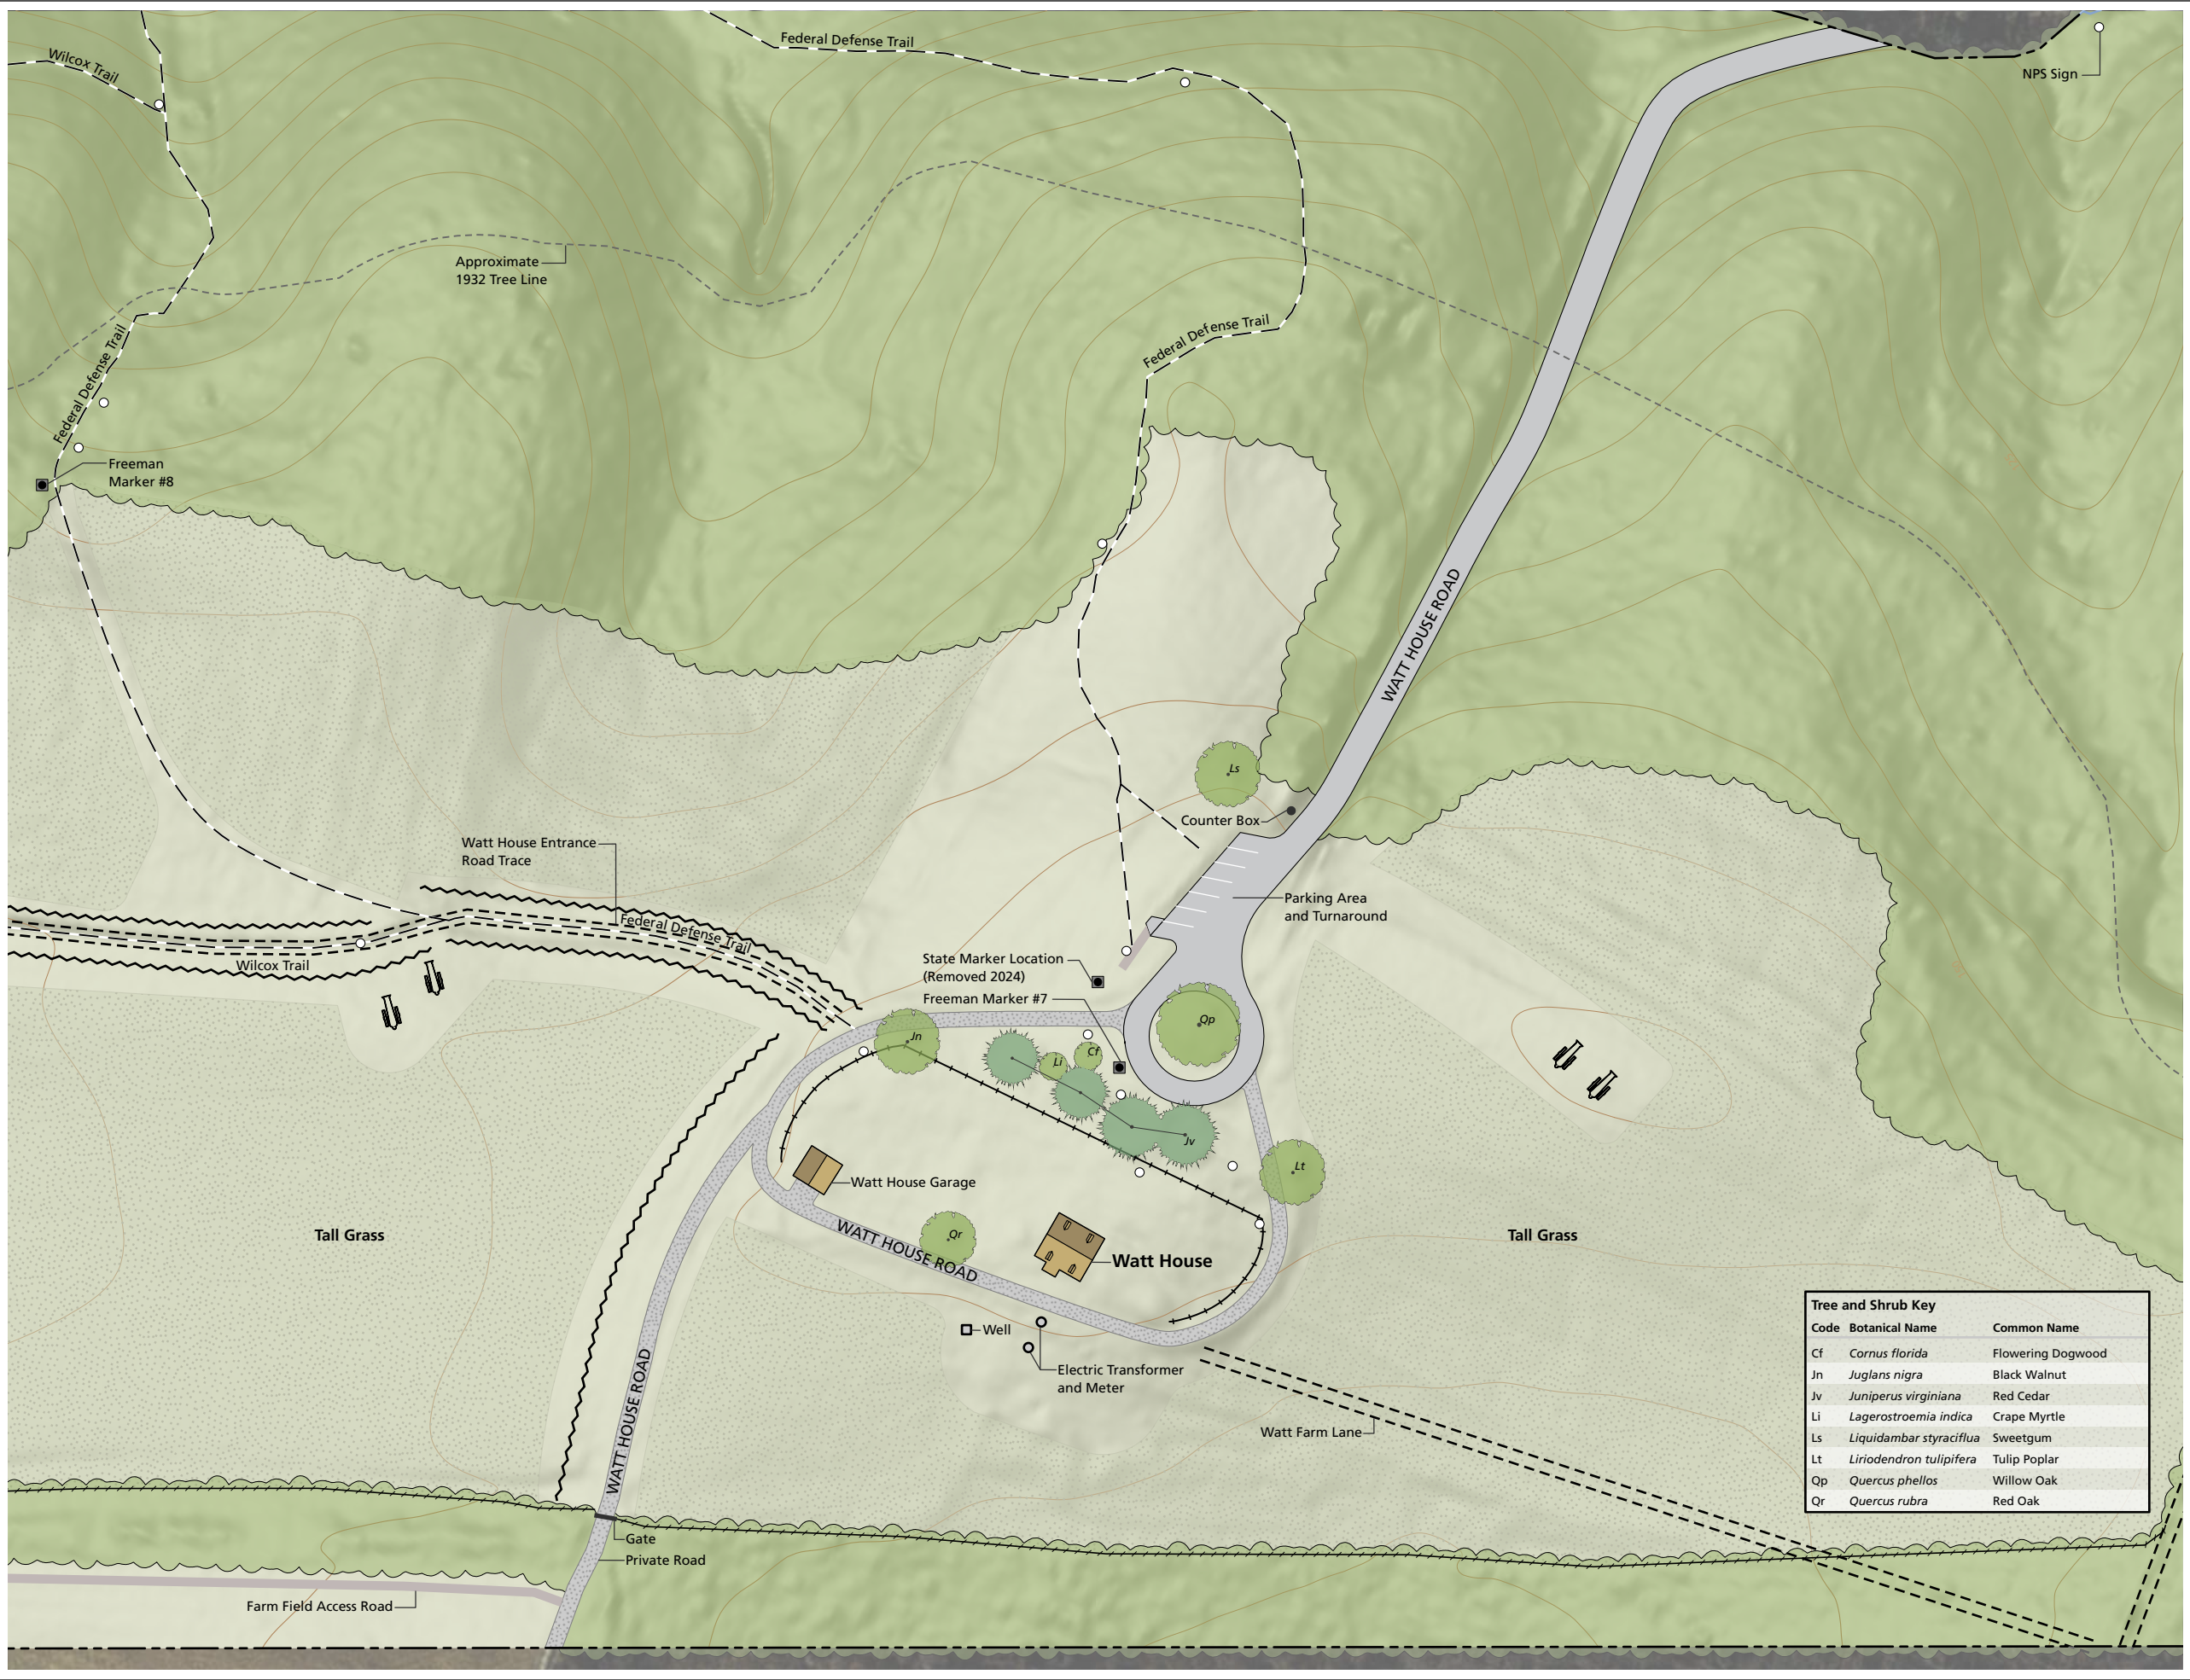 Federal Defense Trail
Wilcox Trail
NPS Sign
Approximate
1932 Tree Line
Federal Defense Trail
Federal Defense Trail
Freeman
Marker #8
WATT HOUSE ROAD
Ls
Counter Box
Watt House Entrance
Road Trace
Parking Area
and Turnaround
Federal Defense Trail
Wilcox Trail
State Marker Location
(Removed 2024)
Freeman Marker #7
Qp
Jn
Cf
Li
Jv
Lt
Watt House Garage
Tall Grass
Qr
WATT HOUSE ROAD
Watt House
Tall Grass
Well
Electric Transformer
and Meter
WATT HOUSE ROAD
Watt Farm Lane
Gate
Private Road
Farm Field Access Road
Tree and Shrub Key
Code Botanical Name Common Name
Cf Cornus florida Flowering Dogwood
Jn Juglans nigra Black Walnut
Jv Juniperus virginiana Red Cedar
Li Lagerostroemia indica Crape Myrtle
Ls Liquidambar styraciflua Sweetgum
Lt Liriodendron tulipifera Tulip Poplar
Qp Quercus phellos Willow Oak
Qr Quercus rubra Red Oak